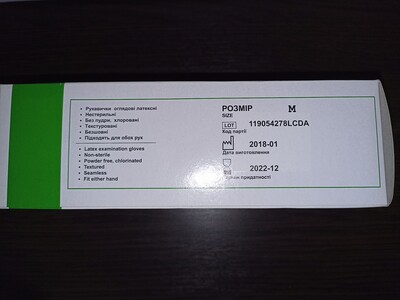 • Рукавички оглядові латексні
• Нестерильні
• Без пудри, хлоровані
• Текстуровані
• Безшовні
• Підходять для обох рук
• Latex examination gloves
• Non-sterile
• Powder free, chlorinated
• Textured
• Seamless
• Fit either hand
РОЗМІР M
SIZE
LOT 119054278LCDA
Код партії
2018-01
Дата виготовлення
2022-12
придатності